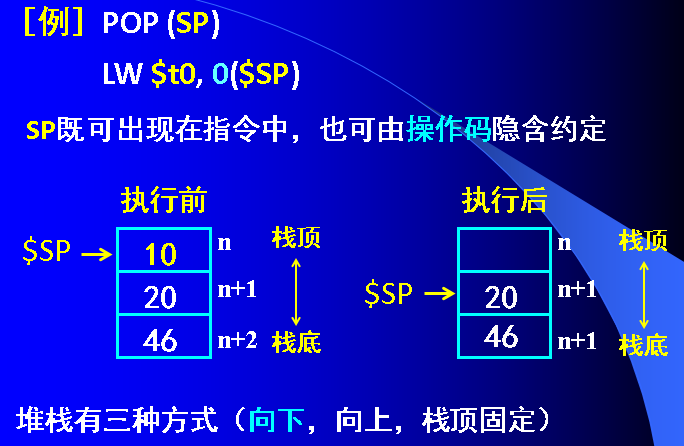 [例] POP (SP)
LW $t0, 0($SP)
SP既可出现在指令中，也可由操作码隐含约定
执行前 执行后
$SP 10 n 栈顶 n 栈顶
20 n+1 $SP 20 n+1
46 n+2 栈底 46 n+1 栈底
堆栈有三种方式（向下，向上，栈顶固定）